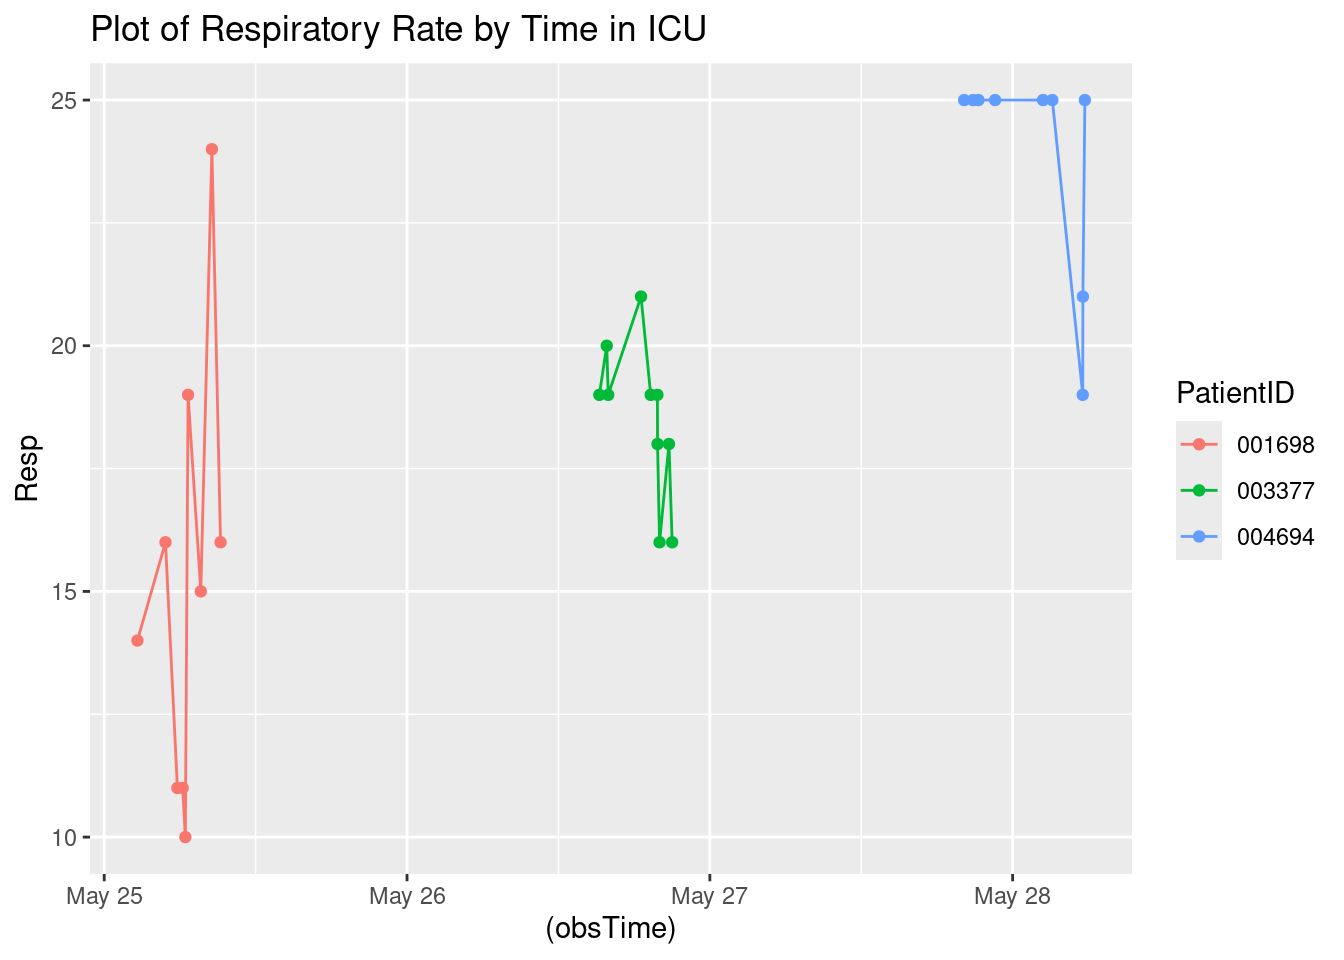 Plot of Respiratory Rate by Time in ICU
25
20
15
10
Resp
May 25
May 26
May 27
May 28
(obsTime)
PatientID
001698
003377
004694